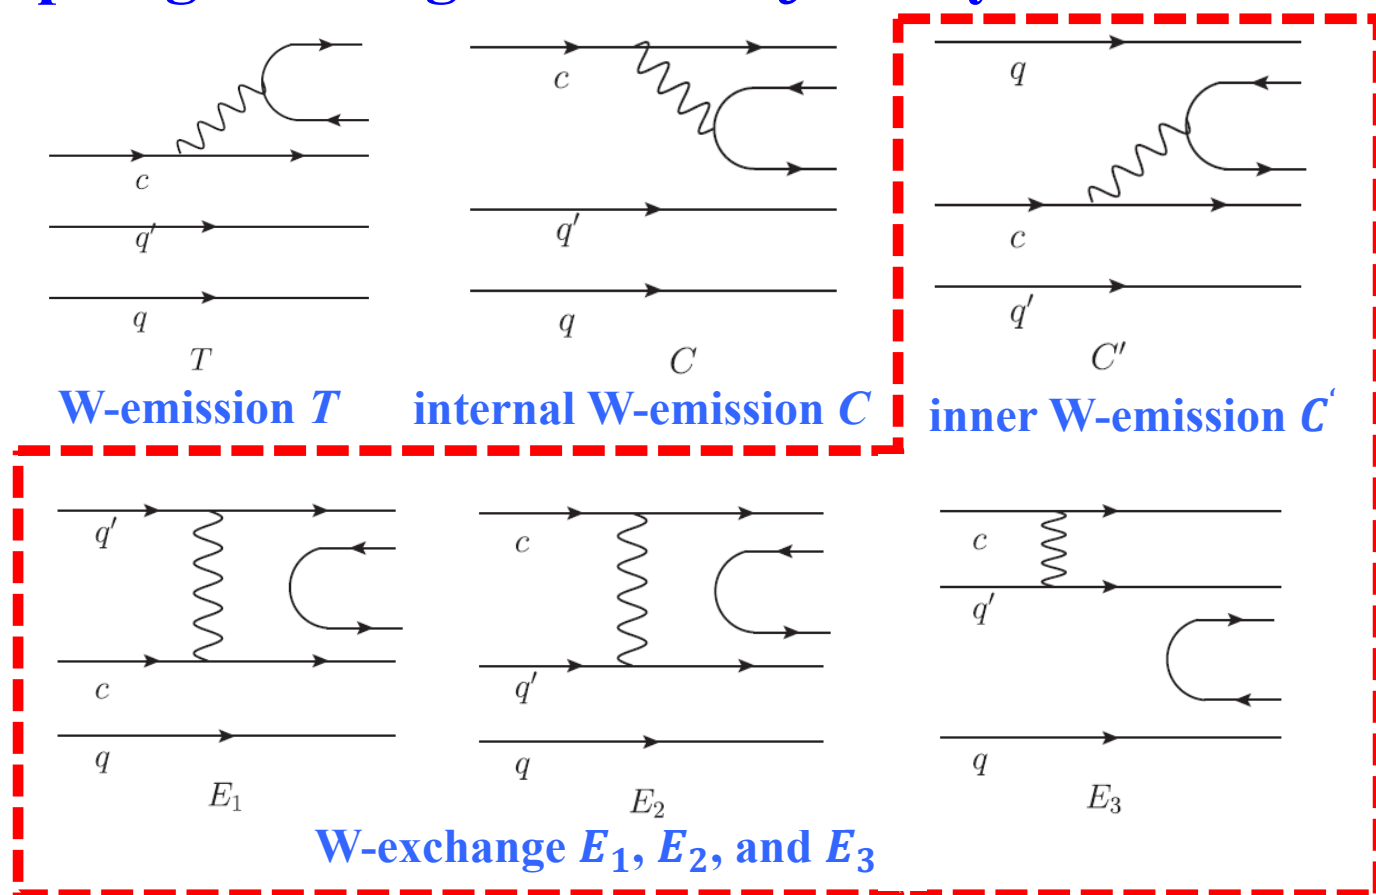 c
q′
q
T
W-emission T
c
q′
q
C
internal W-emission C
q
c
q′
C′
inner W-emission C‘
q′
c
q
E₁
c
q′
q
E₂
c
q′
q
E₃
W-exchange E₁, E₂, and E₃